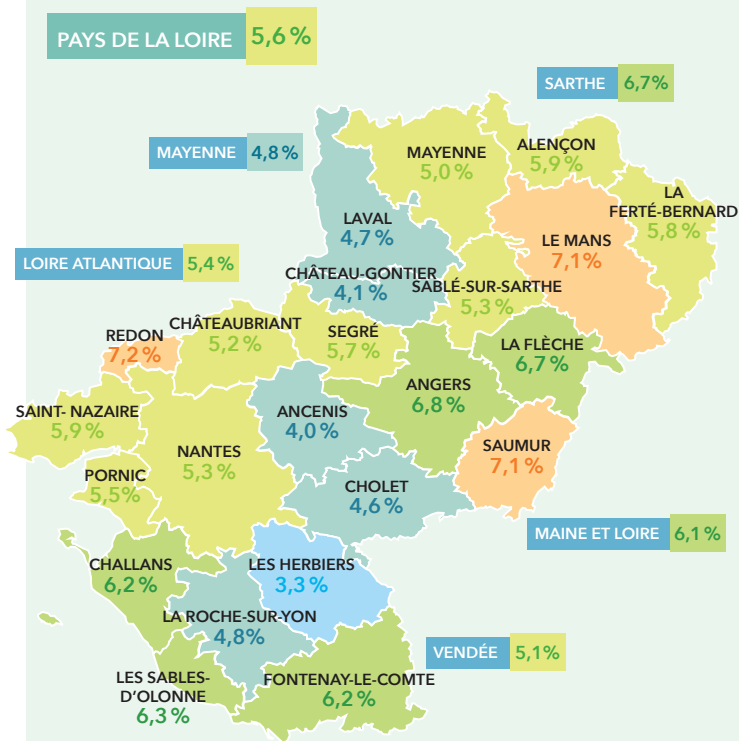 PAYS DE LA LOIRE 5,6 %
SARTHE 6,7%
MAYENNE 4,8 %
MAYENNE
5,0 %
ALENÇON
5,9 %
LA
FERTÉ-BERNARD
5,8 %
LAVAL
4,7 %
LE MANS
7,1 %
LOIRE ATLANTIQUE 5,4 %
CHÂTEAU-GONTIER
4,1 %
SABLÉ-SUR-SARTHE
5,3 %
REDON
7,2 %
CHÂTEAUBRIANT
5,2 %
SEGRÉ
5,7 %
LA FLÈCHE
6,7 %
ANGERS
6,8 %
SAINT- NAZAIRE
5,9 %
ANCENIS
4,0 %
NANTES
5,3 %
SAUMUR
7,1 %
PORNIC
5,5%
CHOLET
4,6 %
MAINE ET LOIRE 6,1 %
CHALLANS
6,2 %
LES HERBIERS
3,3 %
LA ROCHE-SUR-YON
4,8%
VENDÉE 5,1%
LES SABLES-
D'OLONNE
6,3 %
FONTENAY-LE-COMTE
6,2 %